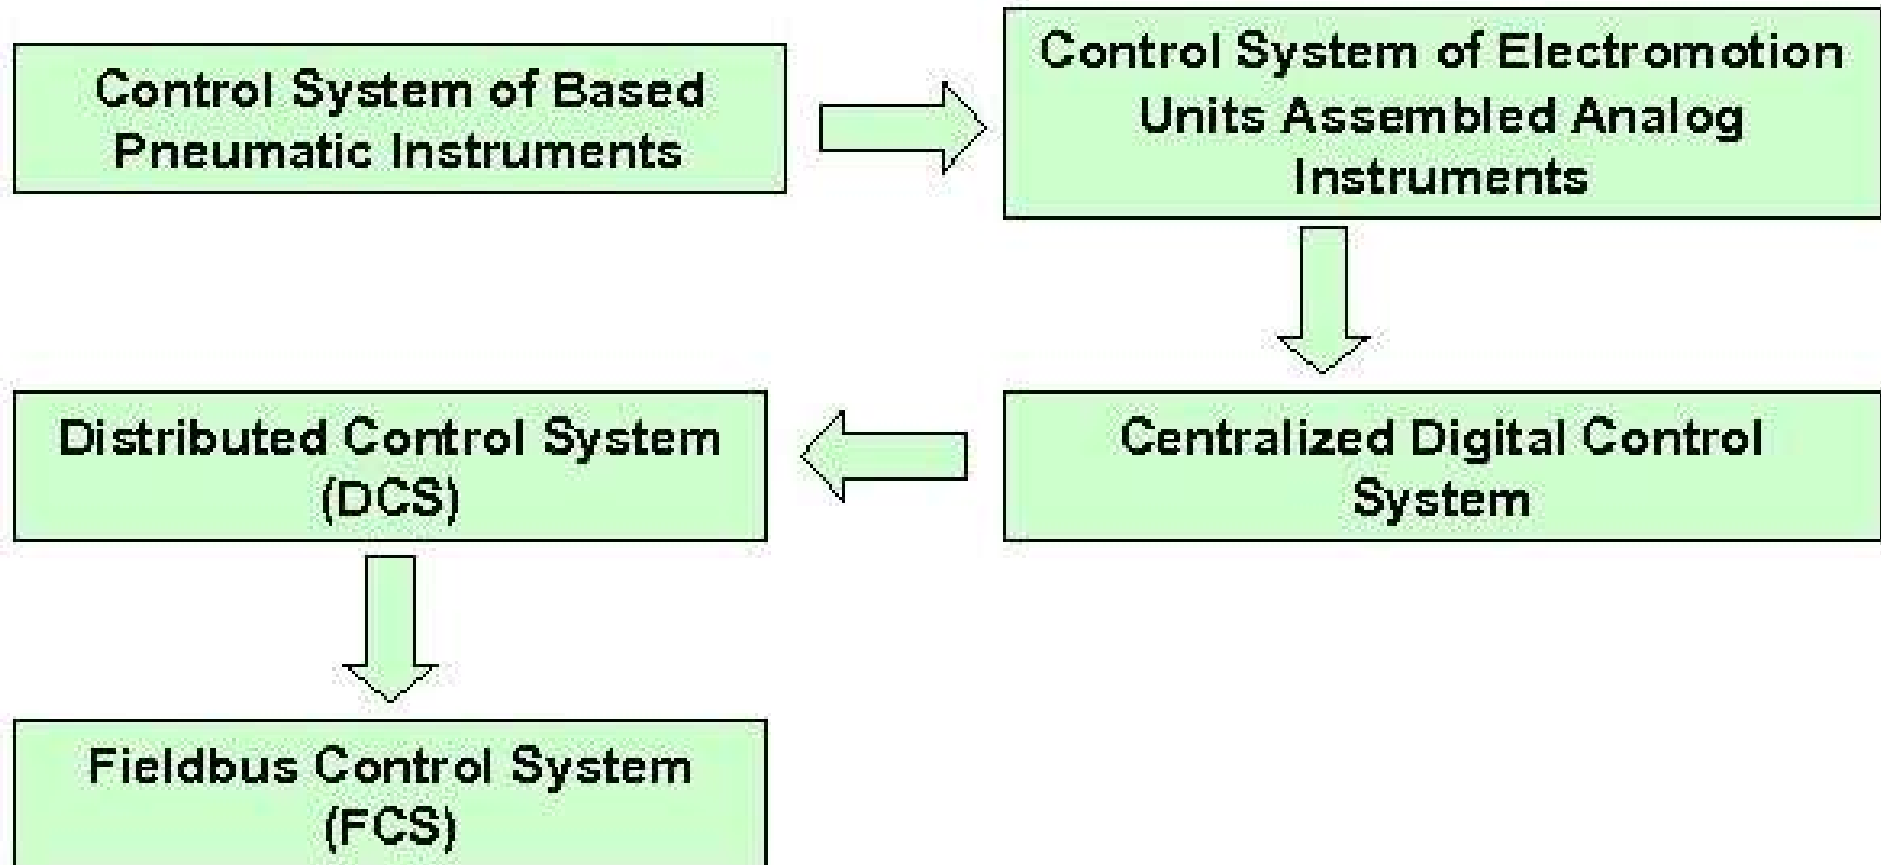 Control System of Based
Pneumatic Instruments
Control System of Electromotion
Units Assembled Analog
Instruments
Centralized Digital Control
System
Distributed Control System
(DCS)
Fieldbus Control System
(FCS)